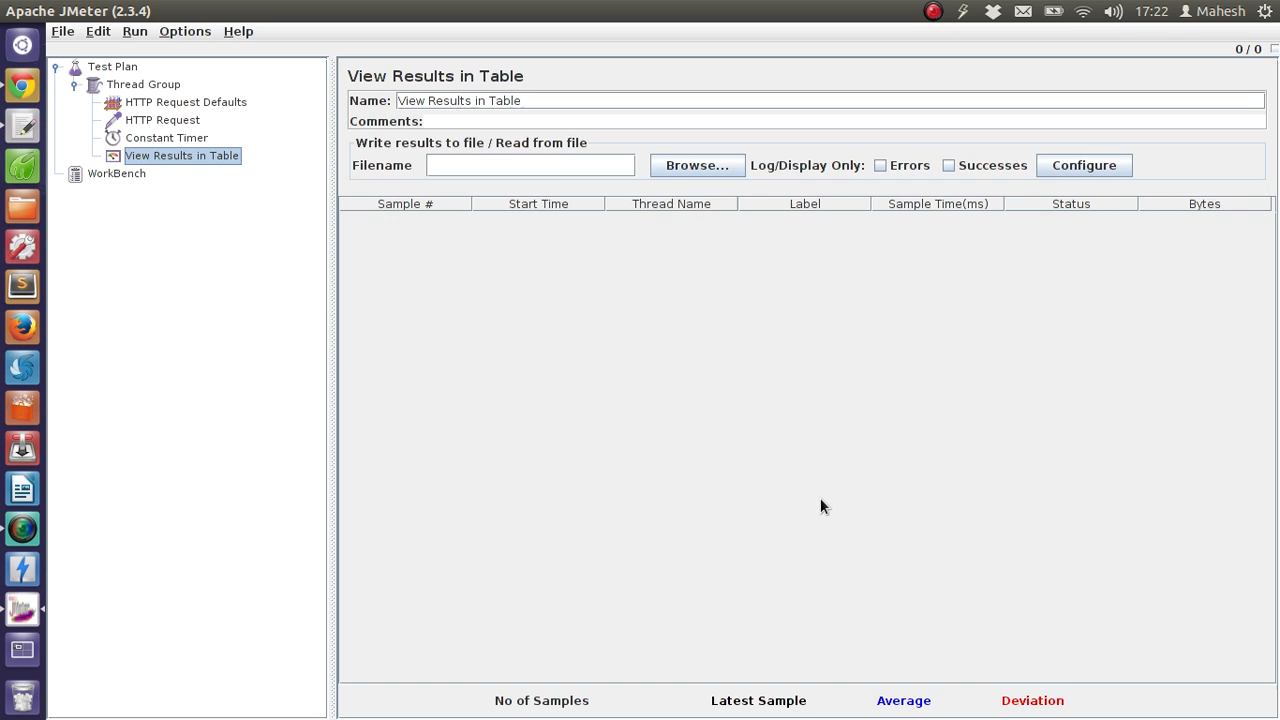 Apache JMeter (2.3.4)
17:22
Mahesh
File Edit Run Options Help
0 / 0
Test Plan
Thread Group
HTTP Request Defaults
HTTP Request
Constant Timer
View Results in Table
WorkBench
View Results in Table
Name: View Results in Table
Comments:
Write results to file / Read from file
Filename Browse... Log/Display Only: Errors Successes Configure
Sample # Start Time Thread Name Label Sample Time(ms) Status Bytes
No of Samples Latest Sample Average Deviation